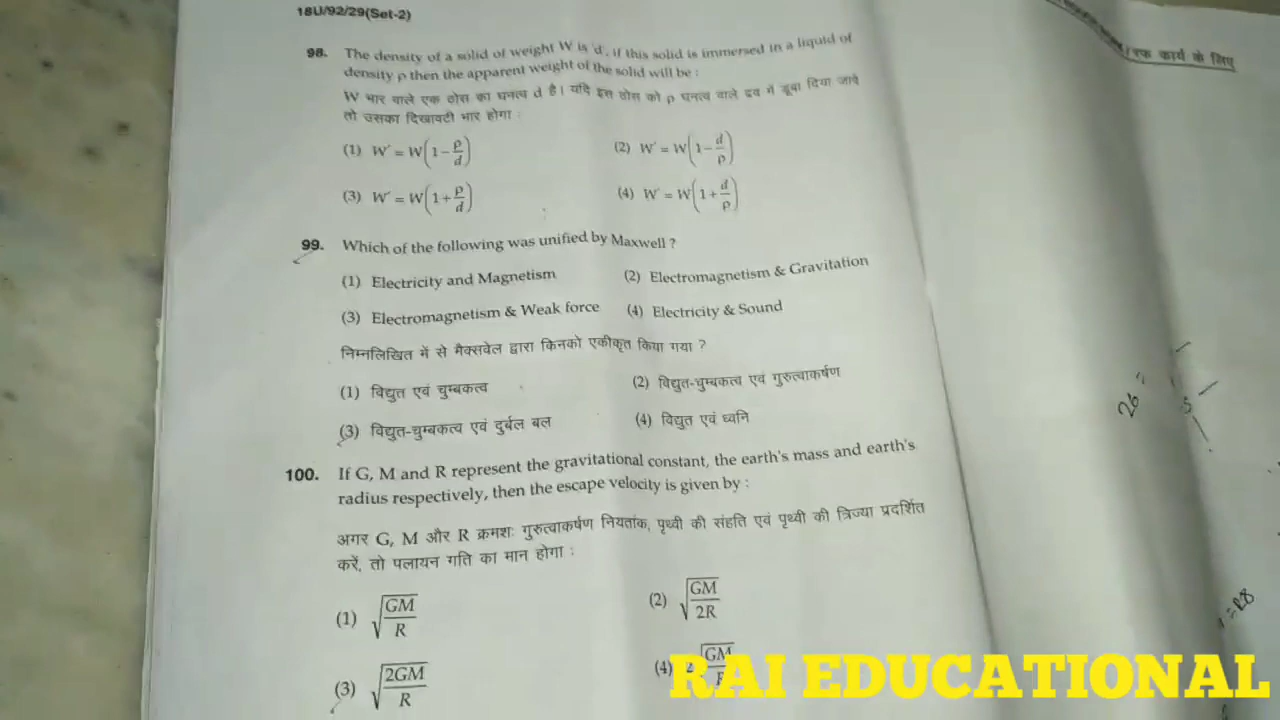 18U/92/29(Set-2)
रफ कार्य के लिए
98. The density of a solid of weight W is 'd', if this solid is immersed in a liquid of
density ρ then the apparent weight of the solid will be :
W भार वाले एक ठोस का घनत्व d है। यदि इस ठोस को ρ घनत्व वाले द्रव में डूबा दिया जावे
तो उसका दिखावटी भार होगा :
(1) W' = W(1 - ρ/d) (2) W' = W(1 - d/ρ)
(3) W' = W(1 + ρ/d) (4) W' = W(1 + d/ρ)
99. Which of the following was unified by Maxwell ?
(1) Electricity and Magnetism (2) Electromagnetism & Gravitation
(3) Electromagnetism & Weak force (4) Electricity & Sound
निम्नलिखित में से मैक्सवेल द्वारा किनको एकीकृत किया गया ?
(1) विद्युत एवं चुम्बकत्व (2) विद्युत-चुम्बकत्व एवं गुरुत्वाकर्षण
(3) विद्युत-चुम्बकत्व एवं दुर्बल बल (4) विद्युत एवं ध्वनि
26
100. If G, M and R represent the gravitational constant, the earth's mass and earth's
radius respectively, then the escape velocity is given by :
अगर G, M और R क्रमशः गुरुत्वाकर्षण नियतांक, पृथ्वी की संहति एवं पृथ्वी की त्रिज्या प्रदर्शित
करें, तो पलायन गति का मान होगा :
(1) √(GM/R) (2) √(GM/2R)
(3) √(2GM/R) (4) 2√(GM/R)
RAI EDUCATIONAL